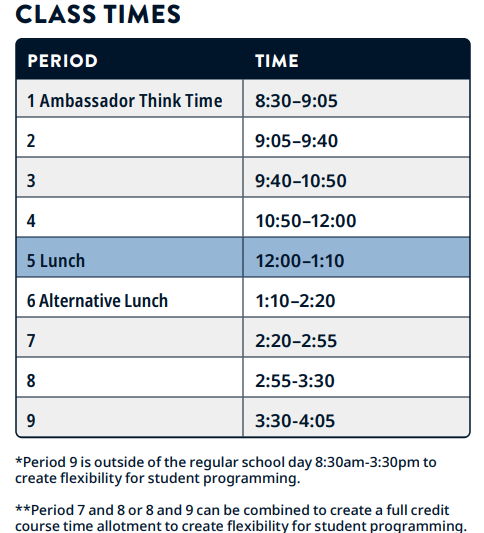 CLASS TIMES
PERIOD TIME
1 Ambassador Think Time 8:30–9:05
2 9:05–9:40
3 9:40–10:50
4 10:50–12:00
5 Lunch 12:00–1:10
6 Alternative Lunch 1:10–2:20
7 2:20–2:55
8 2:55-3:30
9 3:30-4:05
*Period 9 is outside of the regular school day 8:30am-3:30pm to
create flexibility for student programming.
**Period 7 and 8 or 8 and 9 can be combined to create a full credit
course time allotment to create flexibility for student programming.